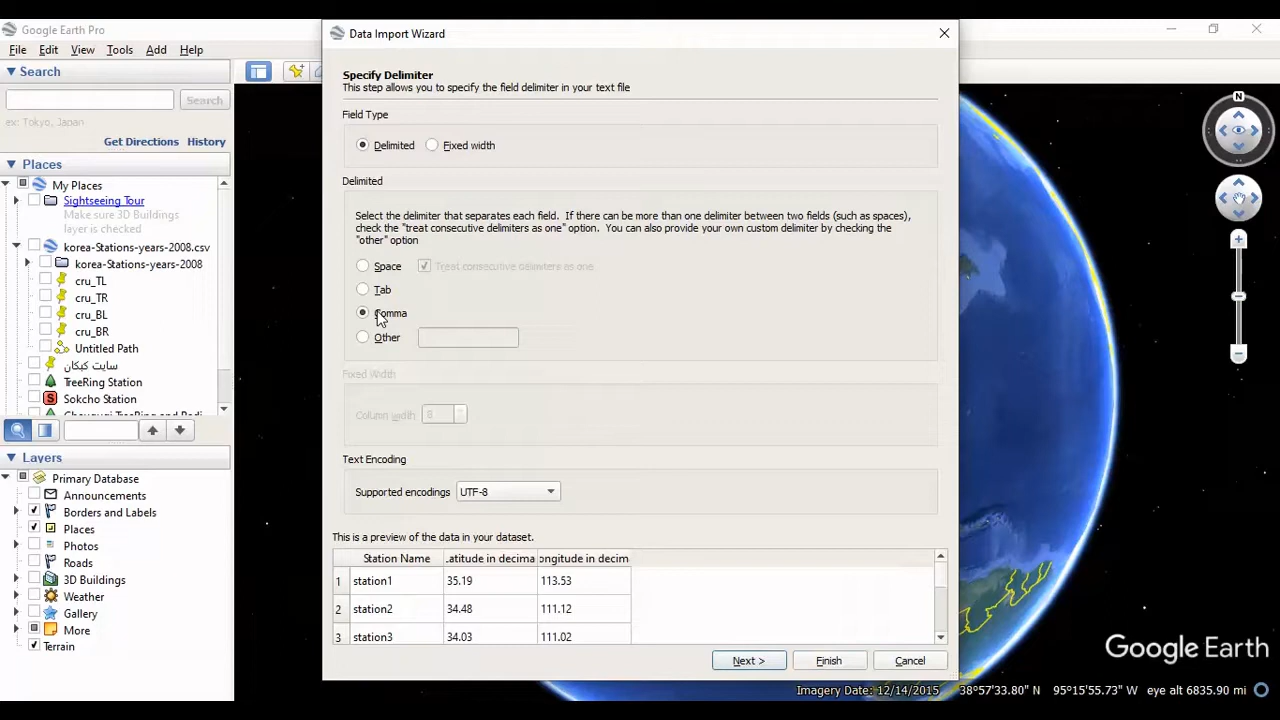 Google Earth Pro
File Edit View Tools Add Help
Search
Search
ex: Tokyo, Japan
Get Directions History
Places
My Places
Sightseeing Tour
Make sure 3D Buildings
layer is checked
korea-Stations-years-2008.csv
korea-Stations-years-2008
cru_TL
cru_TR
cru_BL
cru_BR
Untitled Path
سایت کبکان
TreeRing Station
Sokcho Station
Layers
Primary Database
Announcements
Borders and Labels
Places
Photos
Roads
3D Buildings
Weather
Gallery
More
Terrain
Data Import Wizard
Specify Delimiter
This step allows you to specify the field delimiter in your text file
Field Type
Delimited Fixed width
Delimited
Select the delimiter that separates each field. If there can be more than one delimiter between two fields (such as spaces),
check the "treat consecutive delimiters as one" option. You can also provide your own custom delimiter by checking the
"other" option
Space Treat consecutive delimiters as one
Tab
Comma
Other
Fixed Width
Column width 8
Text Encoding
Supported encodings UTF-8
This is a preview of the data in your dataset.
Station Name .atitude in decima ongitude in decim
1 station1 35.19 113.53
2 station2 34.48 111.12
3 station3 34.03 111.02
Next > Finish Cancel
N
Google Earth
Imagery Date: 12/14/2015 38°57'33.80" N 95°15'55.73" W eye alt 6835.90 mi